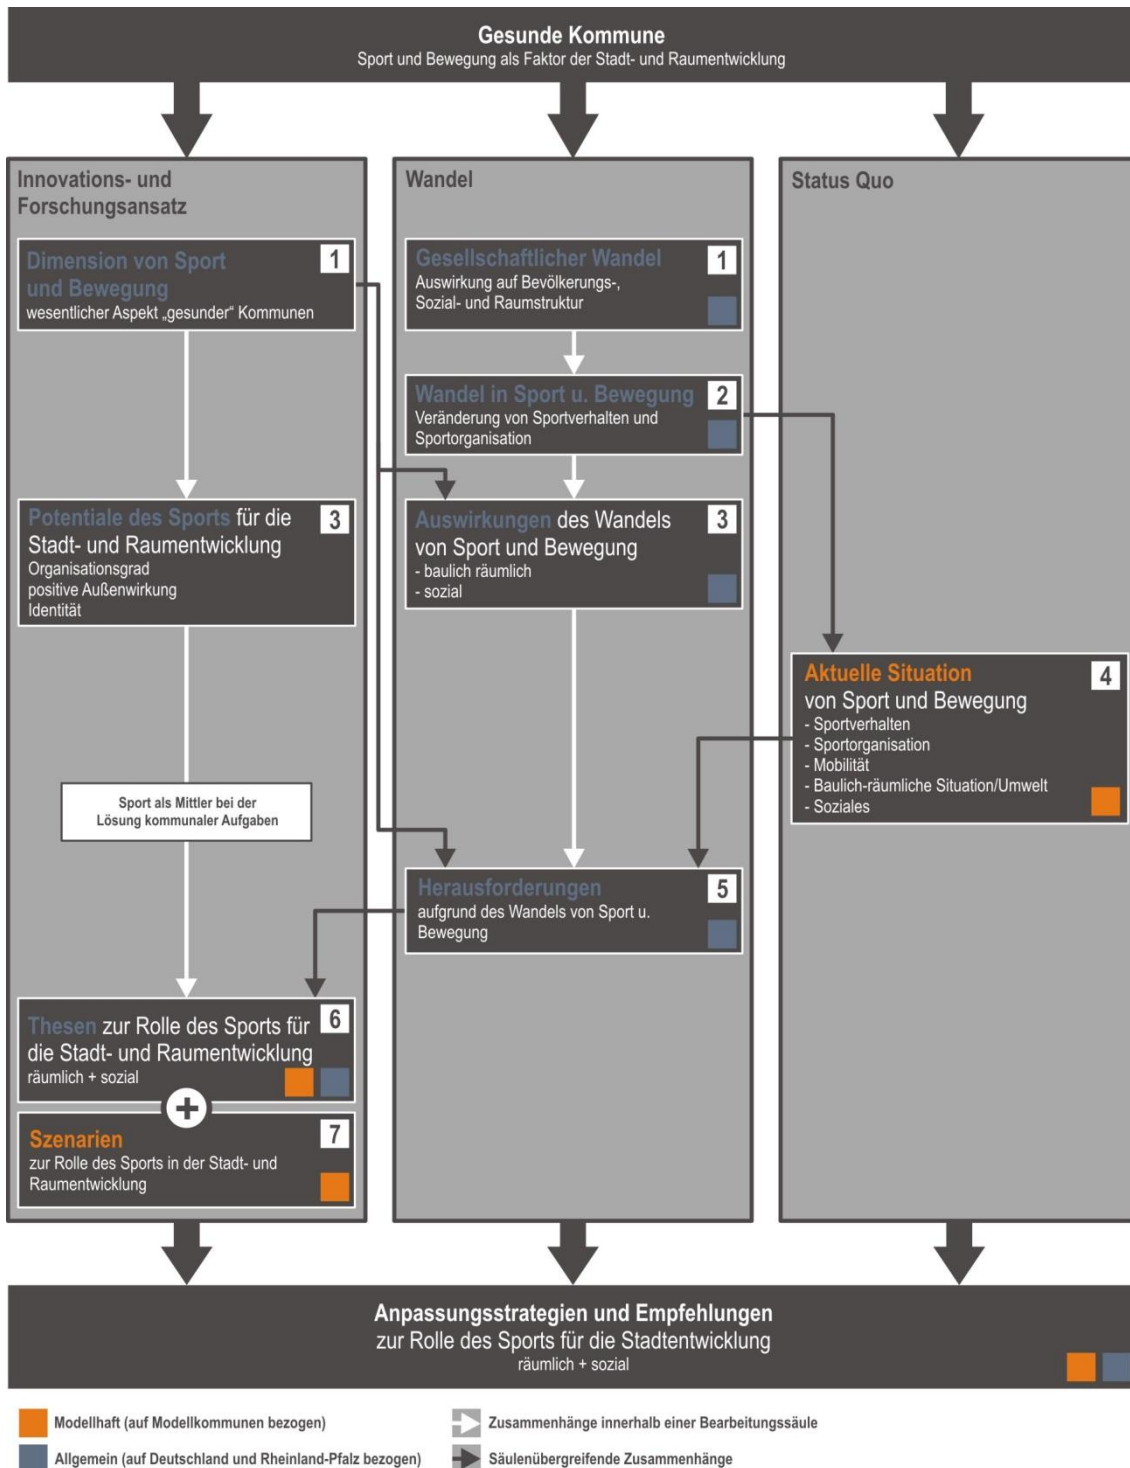 Gesunde Kommune
Sport und Bewegung als Faktor der Stadt- und Raumentwicklung
Innovations- und
Forschungsansatz
Dimension von Sport
und Bewegung
1
wesentlicher Aspekt „gesunder“ Kommunen
Potentiale des Sports für die
Stadt- und Raumentwicklung
3
Organisationsgrad
positive Außenwirkung
Identität
Sport als Mittler bei der
Lösung kommunaler Aufgaben
Thesen zur Rolle des Sports für
die Stadt- und Raumentwicklung
6
räumlich + sozial
+
Szenarien
7
zur Rolle des Sports in der Stadt- und
Raumentwicklung
Wandel
Gesellschaftlicher Wandel
1
Auswirkung auf Bevölkerungs-,
Sozial- und Raumstruktur
Wandel in Sport u. Bewegung
2
Veränderung von Sportverhalten und
Sportorganisation
Auswirkungen des Wandels
von Sport und Bewegung
3
- baulich räumlich
- sozial
Herausforderungen
5
aufgrund des Wandels von Sport u.
Bewegung
Status Quo
Aktuelle Situation
4
von Sport und Bewegung
- Sportverhalten
- Sportorganisation
- Mobilität
- Baulich-räumliche Situation/Umwelt
- Soziales
Anpassungsstrategien und Empfehlungen
zur Rolle des Sports für die Stadtentwicklung
räumlich + sozial
Modellhaft (auf Modellkommunen bezogen)
Allgemein (auf Deutschland und Rheinland-Pfalz bezogen)
Zusammenhänge innerhalb einer Bearbeitungssäule
Säulenübergreifende Zusammenhänge